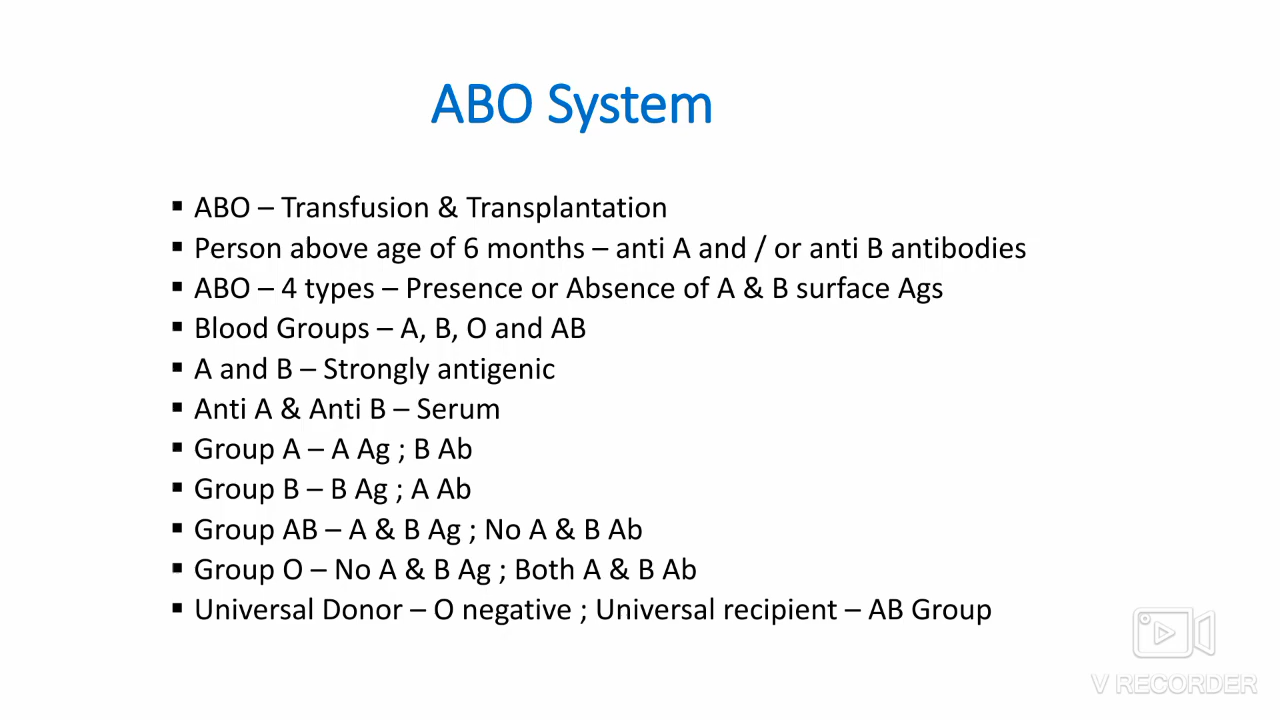 ABO System
▪ ABO – Transfusion & Transplantation
▪ Person above age of 6 months – anti A and / or anti B antibodies
▪ ABO – 4 types – Presence or Absence of A & B surface Ags
▪ Blood Groups – A, B, O and AB
▪ A and B – Strongly antigenic
▪ Anti A & Anti B – Serum
▪ Group A – A Ag ; B Ab
▪ Group B – B Ag ; A Ab
▪ Group AB – A & B Ag ; No A & B Ab
▪ Group O – No A & B Ag ; Both A & B Ab
▪ Universal Donor – O negative ; Universal recipient – AB Group
V RECORDER